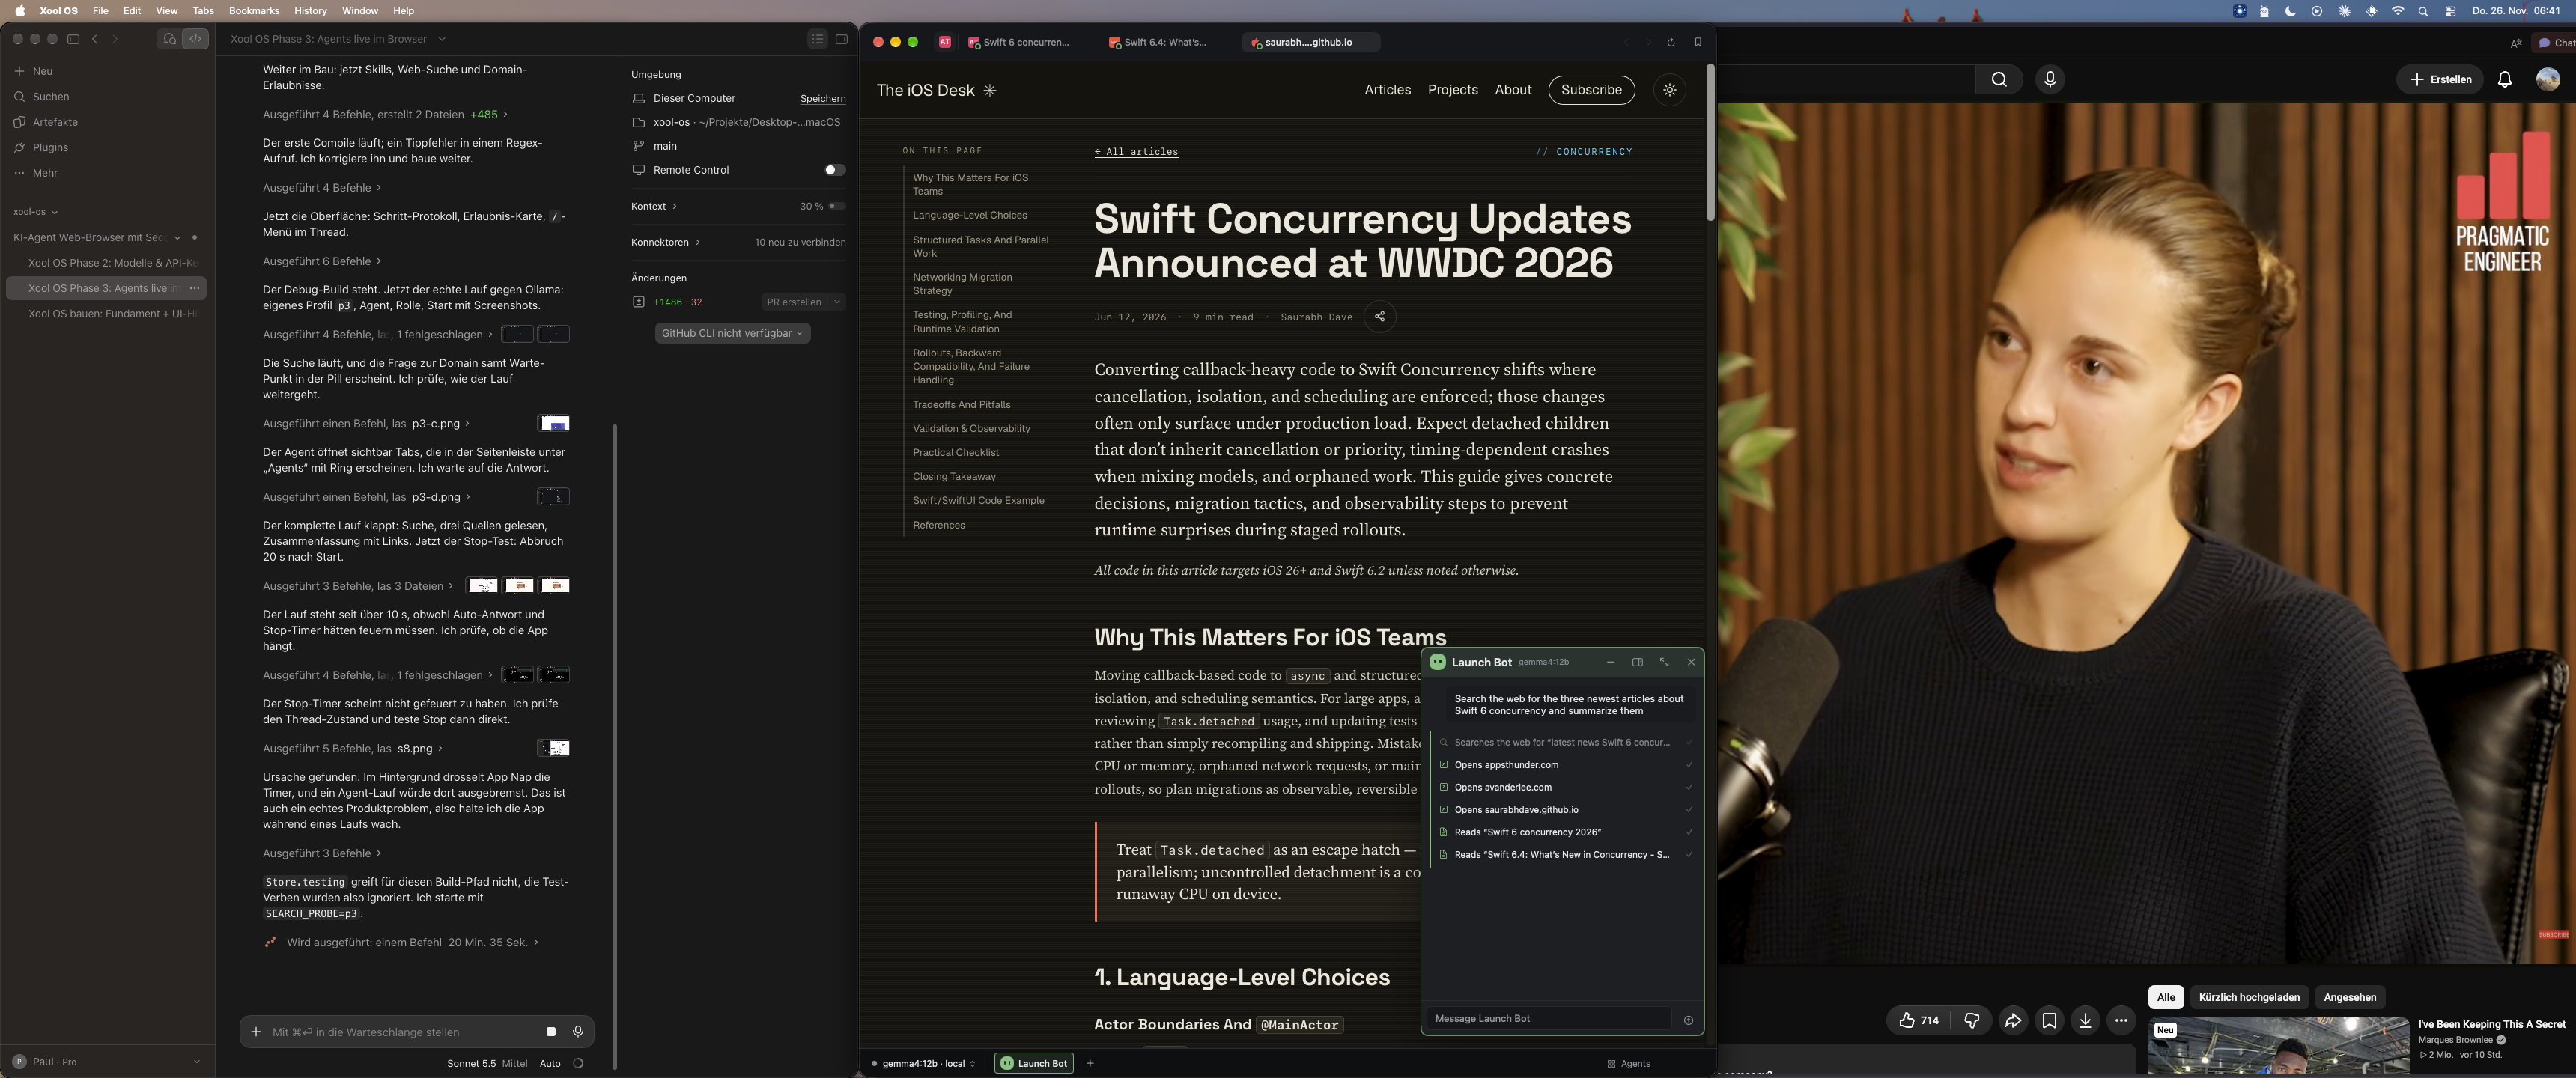 Xool OS File Edit View Tabs Bookmarks History Window Help
Do. 26. Nov. 06:41
Neu
Suchen
Artefakte
Plugins
Mehr
xool-os
KI-Agent Web-Browser mit Sec
Xool OS Phase 2: Modelle & API-Ke
Xool OS Phase 3: Agents live im
Xool OS bauen: Fundament + UI-H
Paul · Pro
Xool OS Phase 3: Agents live im Browser
Weiter im Bau: jetzt Skills, Web-Suche und Domain-
Erlaubnisse.
Ausgeführt 4 Befehle, erstellt 2 Dateien +485
Der erste Compile läuft; ein Tippfehler in einem Regex-
Aufruf. Ich korrigiere ihn und baue weiter.
Ausgeführt 4 Befehle
Jetzt die Oberfläche: Schritt-Protokoll, Erlaubnis-Karte, /-
Menü im Thread.
Ausgeführt 6 Befehle
Der Debug-Build steht. Jetzt der echte Lauf gegen Ollama:
eigenes Profil p3, Agent, Rolle, Start mit Screenshots.
Ausgeführt 4 Befehle, la, 1 fehlgeschlagen
Die Suche läuft, und die Frage zur Domain samt Warte-
Punkt in der Pill erscheint. Ich prüfe, wie der Lauf
weitergeht.
Ausgeführt einen Befehl, las p3-c.png
Der Agent öffnet sichtbar Tabs, die in der Seitenleiste unter
„Agents“ mit Ring erscheinen. Ich warte auf die Antwort.
Ausgeführt einen Befehl, las p3-d.png
Der komplette Lauf klappt: Suche, drei Quellen gelesen,
Zusammenfassung mit Links. Jetzt der Stop-Test: Abbruch
20 s nach Start.
Ausgeführt 3 Befehle, las 3 Dateien
Der Lauf steht seit über 10 s, obwohl Auto-Antwort und
Stop-Timer hätten feuern müssen. Ich prüfe, ob die App
hängt.
Ausgeführt 4 Befehle, la, 1 fehlgeschlagen
Der Stop-Timer scheint nicht gefeuert zu haben. Ich prüfe
den Thread-Zustand und teste Stop dann direkt.
Ausgeführt 5 Befehle, las s8.png
Ursache gefunden: Im Hintergrund drosselt App Nap die
Timer, und ein Agent-Lauf würde dort ausgebremst. Das ist
auch ein echtes Produktproblem, also halte ich die App
während eines Laufs wach.
Ausgeführt 3 Befehle
Store.testing greift für diesen Build-Pfad nicht, die Test-
Verben wurden also ignoriert. Ich starte mit
SEARCH_PROBE=p3.
Wird ausgeführt: einem Befehl 20 Min. 35 Sek.
Mit ⌘⏎ in die Warteschlange stellen
Sonnet 5.5 Mittel Auto
Umgebung
Dieser Computer Speichern
xool-os · ~/Projekte/Desktop-...macOS
main
Remote Control
Kontext 30 %
Konnektoren 10 neu zu verbinden
Änderungen
+1486 −32 PR erstellen
GitHub CLI nicht verfügbar
AT
Swift 6 concurren...
Swift 6.4: What's...
saurabh....github.io
The iOS Desk
Articles Projects About Subscribe
ON THIS PAGE
Why This Matters For iOS
Teams
Language-Level Choices
Structured Tasks And Parallel
Work
Networking Migration
Strategy
Testing, Profiling, And
Runtime Validation
Rollouts, Backward
Compatibility, And Failure
Handling
Tradeoffs And Pitfalls
Validation & Observability
Practical Checklist
Closing Takeaway
Swift/SwiftUI Code Example
References
← All articles // CONCURRENCY
Swift Concurrency Updates
Announced at WWDC 2026
Jun 12, 2026 · 9 min read · Saurabh Dave
Converting callback-heavy code to Swift Concurrency shifts where
cancellation, isolation, and scheduling are enforced; those changes
often only surface under production load. Expect detached children
that don’t inherit cancellation or priority, timing-dependent crashes
when mixing models, and orphaned work. This guide gives concrete
decisions, migration tactics, and observability steps to prevent
runtime surprises during staged rollouts.
All code in this article targets iOS 26+ and Swift 6.2 unless noted otherwise.
Why This Matters For iOS Teams
Moving callback-based code to async and structured
isolation, and scheduling semantics. For large apps, a
reviewing Task.detached usage, and updating tests
rather than simply recompiling and shipping. Mistake
CPU or memory, orphaned network requests, or main
rollouts, so plan migrations as observable, reversible
Treat Task.detached as an escape hatch —
parallelism; uncontrolled detachment is a co
runaway CPU on device.
1. Language-Level Choices
Actor Boundaries And @MainActor
Launch Bot gemma4:12b
Search the web for the three newest articles about
Swift 6 concurrency and summarize them
Searches the web for “latest news Swift 6 concur...
Opens appsthunder.com
Opens avanderlee.com
Opens saurabhdave.github.io
Reads “Swift 6 concurrency 2026”
Reads “Swift 6.4: What's New in Concurrency - S...
Message Launch Bot
gemma4:12b · local
Launch Bot
Agents
Chat
Erstellen
PRAGMATIC
ENGINEER
SUBSCRIBE
714
Alle Kürzlich hochgeladen Angesehen
Neu
I've Been Keeping This A Secret
Marques Brownlee
2 Mio. vor 10 Std.